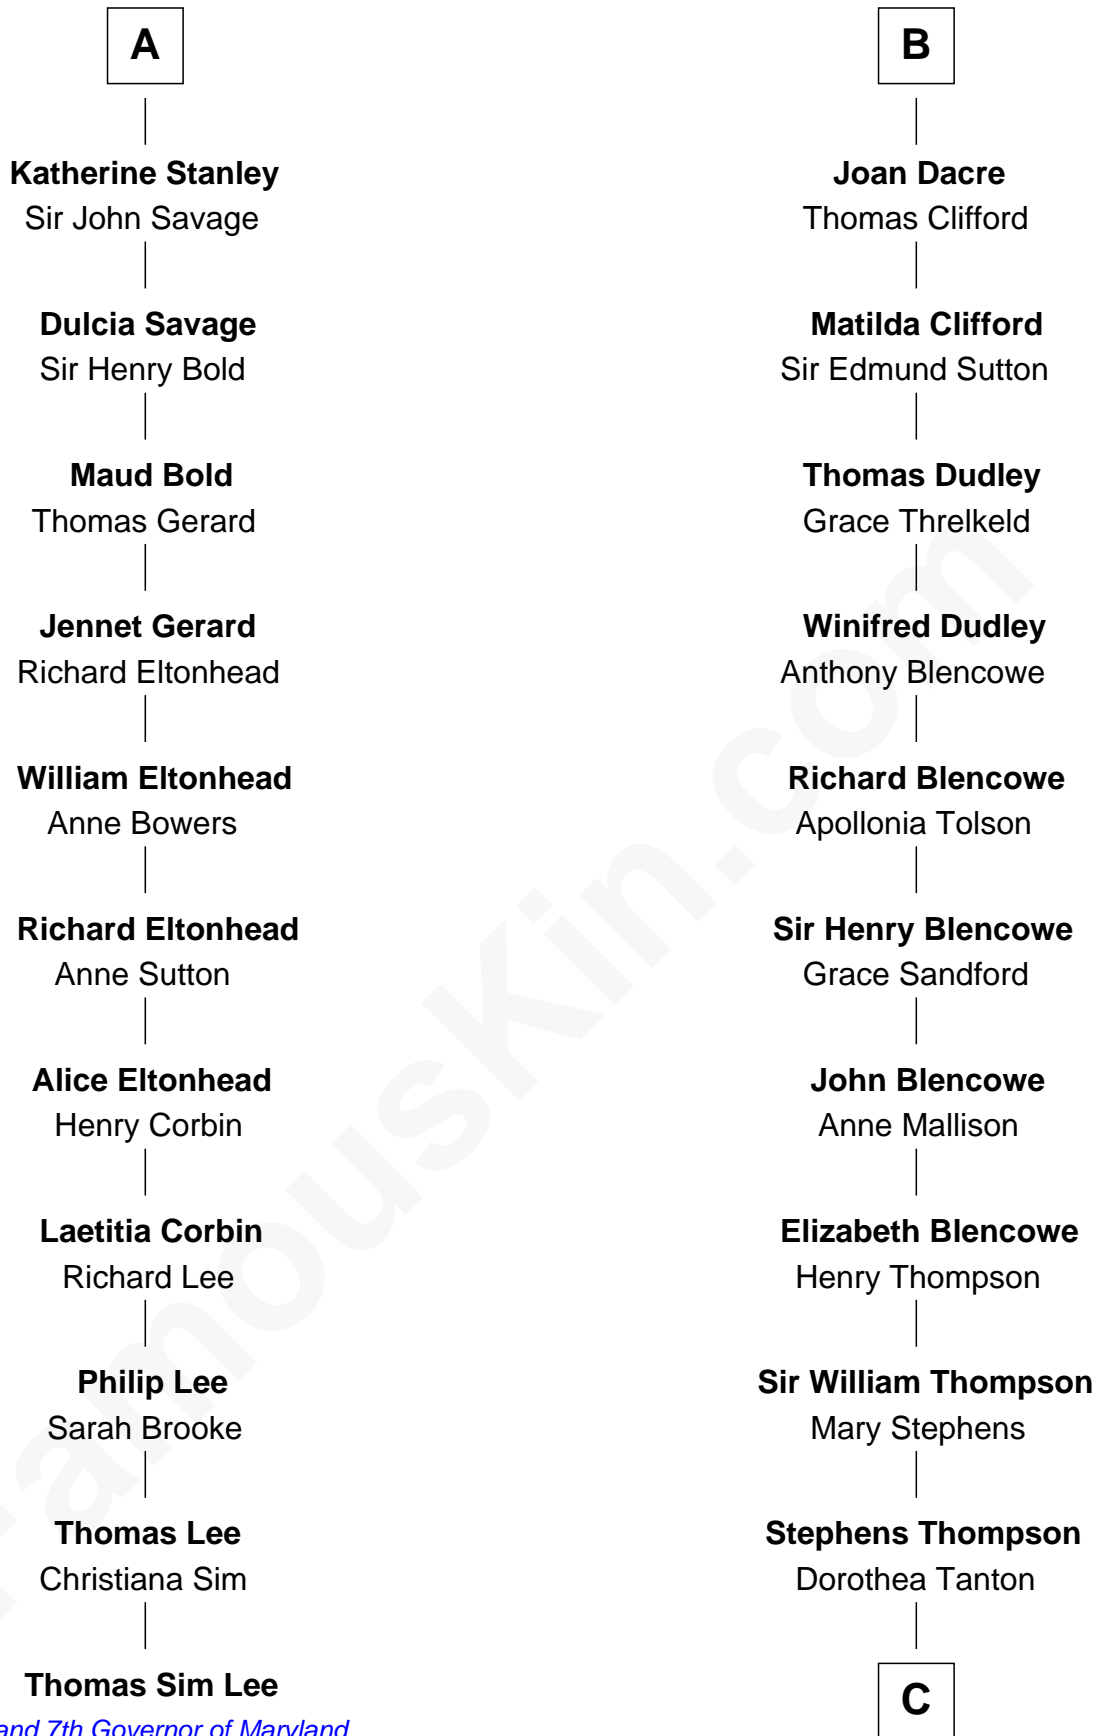 A
Katherine Stanley
Sir John Savage
Dulcia Savage
Sir Henry Bold
Maud Bold
Thomas Gerard
Jennet Gerard
Richard Eltonhead
William Eltonhead
Anne Bowers
Richard Eltonhead
Anne Sutton
Alice Eltonhead
Henry Corbin
Laetitia Corbin
Richard Lee
Philip Lee
Sarah Brooke
Thomas Lee
Christiana Sim
Thomas Sim Lee
and 7th Governor of Maryland
B
Joan Dacre
Thomas Clifford
Matilda Clifford
Sir Edmund Sutton
Thomas Dudley
Grace Threlkeld
Winifred Dudley
Anthony Blencowe
Richard Blencowe
Apollonia Tolson
Sir Henry Blencowe
Grace Sandford
John Blencowe
Anne Mallison
Elizabeth Blencowe
Henry Thompson
Sir William Thompson
Mary Stephens
Stephens Thompson
Dorothea Tanton
C
FamousKin.com